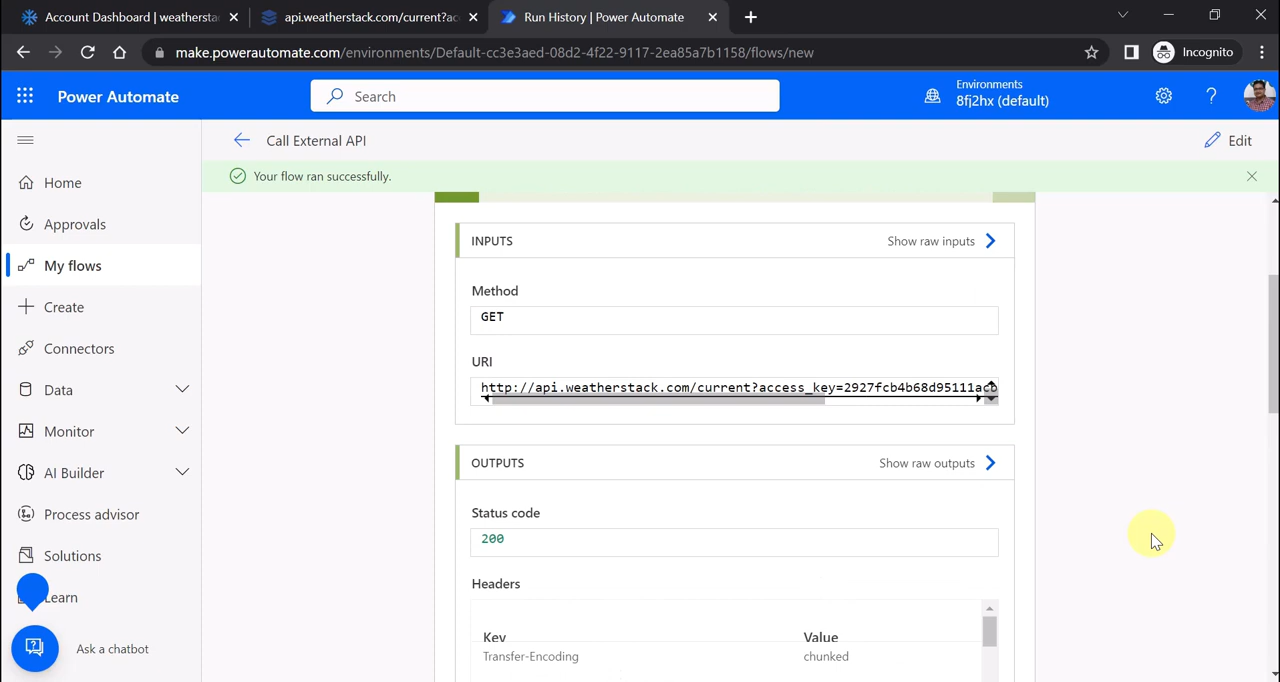 Account Dashboard | weathersta
api.weatherstack.com/current?ac
Run History | Power Automate
make.powerautomate.com/environments/Default-cc3e3aed-08d2-4f22-9117-2ea85a7b1158/flows/new
Incognito
Power Automate
Search
Environments
8fj2hx (default)
?
Call External API
Edit
Your flow ran successfully.
Home
Approvals
My flows
Create
Connectors
Data
Monitor
AI Builder
Process advisor
Solutions
earn
Ask a chatbot
INPUTS
Show raw inputs
Method
GET
URI
http://api.weatherstack.com/current?access_key=2927fcb4b68d95111acb
OUTPUTS
Show raw outputs
Status code
200
Headers
Key
Value
Transfer-Encoding
chunked